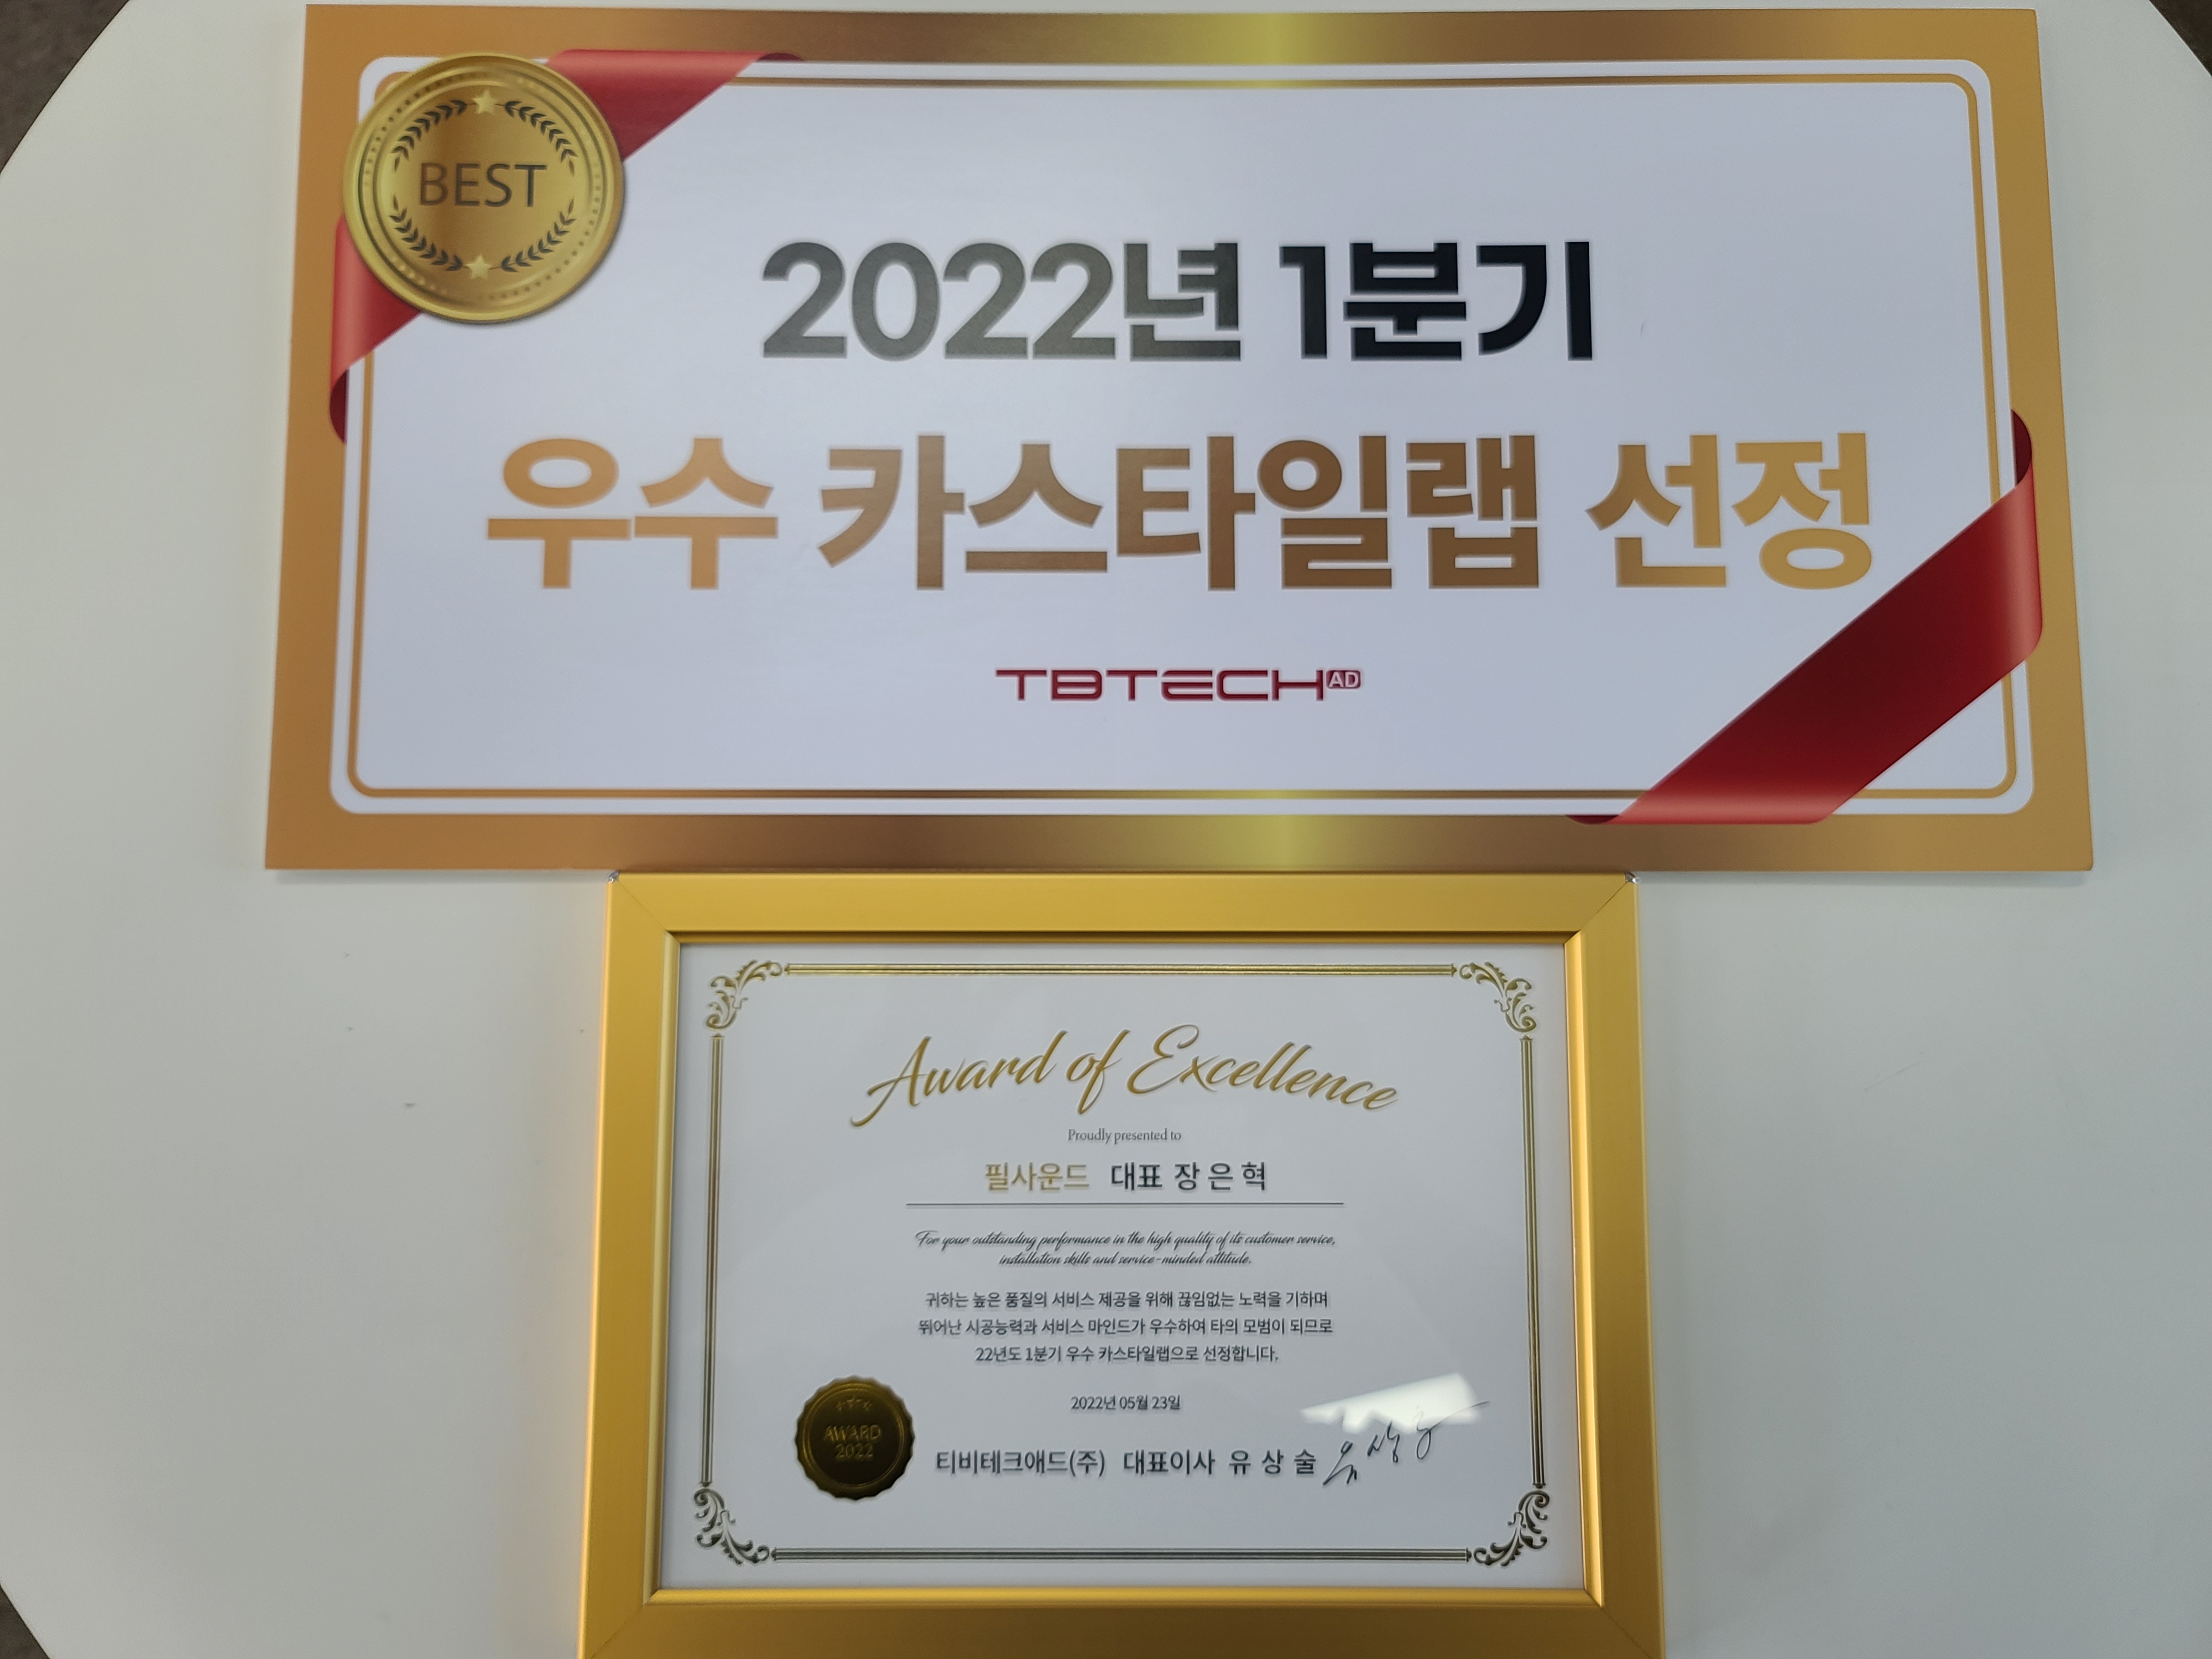 BEST
2022년 1분기
우수 카스타일랩 선정
TBTECH AD
Award of Excellence
Proudly presented to
필사운드 대표 장은혁
For your outstanding performance in the high quality of its customer service,
installation skills and service-minded attitude.
귀하는 높은 품질의 서비스 제공을 위해 끊임없는 노력을 기하며
뛰어난 시공능력과 서비스 마인드가 우수하여 타의 모범이 되므로
22년도 1분기 우수 카스타일랩으로 선정합니다.
2022년 05월 23일
AWARD
2022
티비테크애드(주) 대표이사 유상술